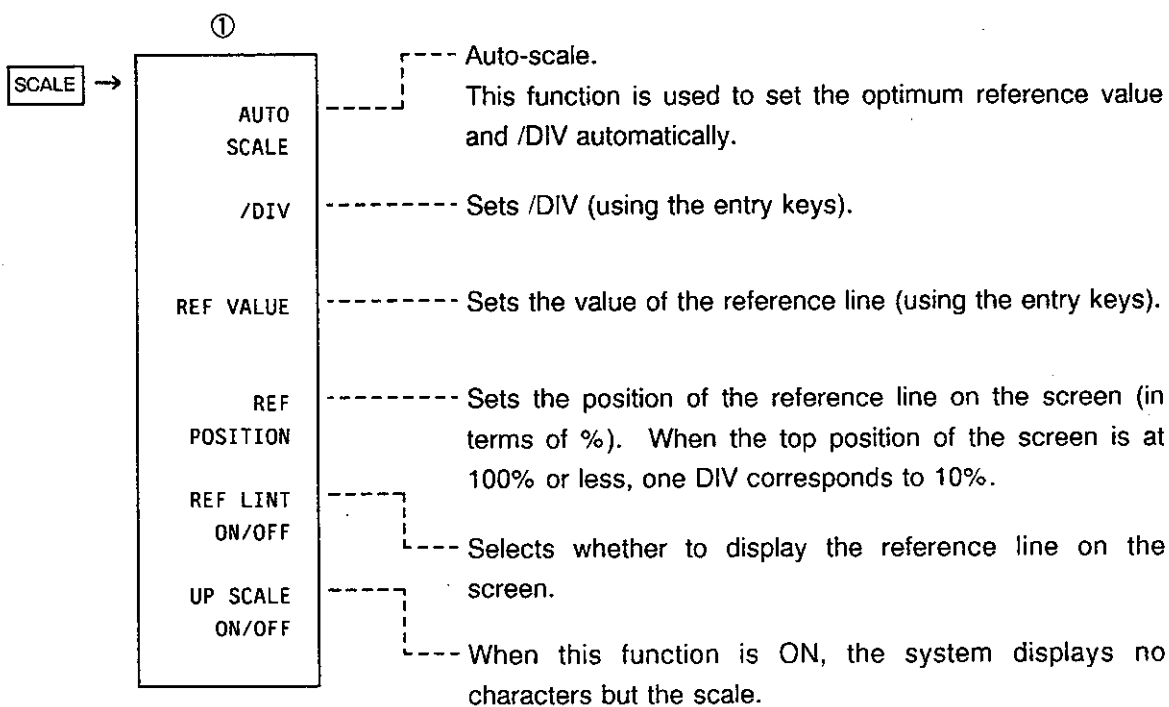 ①
SCALE →
AUTO
SCALE
Auto-scale.
This function is used to set the optimum reference value
and /DIV automatically.
/DIV
Sets /DIV (using the entry keys).
REF VALUE
Sets the value of the reference line (using the entry keys).
REF
POSITION
Sets the position of the reference line on the screen (in
terms of %). When the top position of the screen is at
100% or less, one DIV corresponds to 10%.
REF LINT
ON/OFF
Selects whether to display the reference line on the
screen.
UP SCALE
ON/OFF
When this function is ON, the system displays no
characters but the scale.